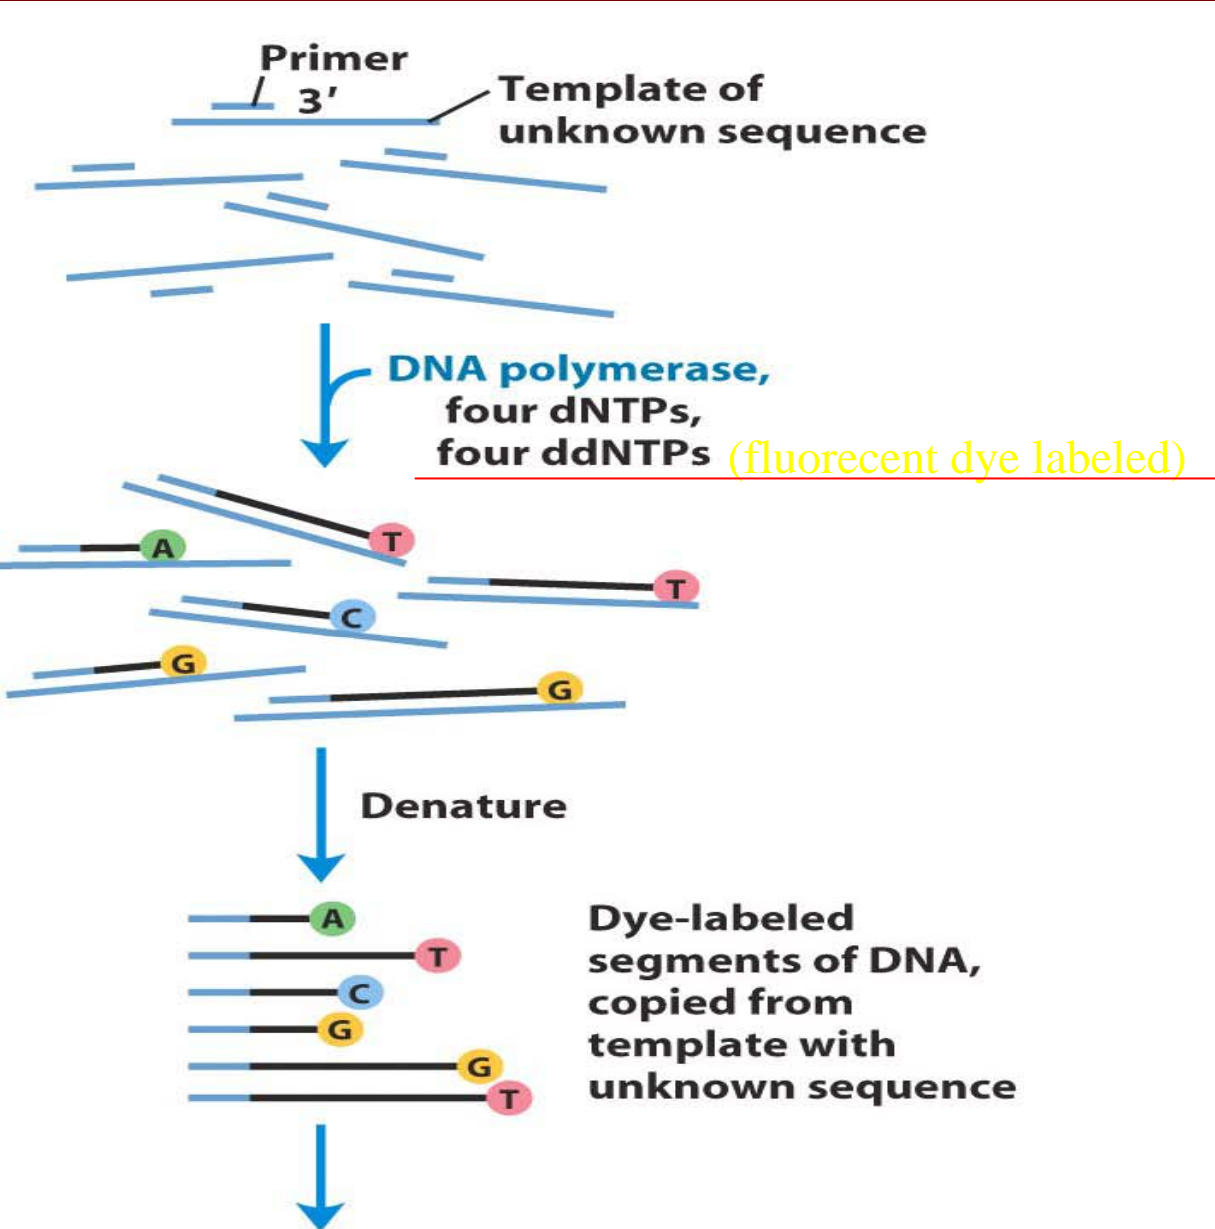 Primer
3′
Template of
unknown sequence
DNA polymerase,
four dNTPs,
four ddNTPs (fluorecent dye labeled)
T
A
T
C
G
G
Denature
A
T
C
G
G
T
Dye-labeled
segments of DNA,
copied from
template with
unknown sequence